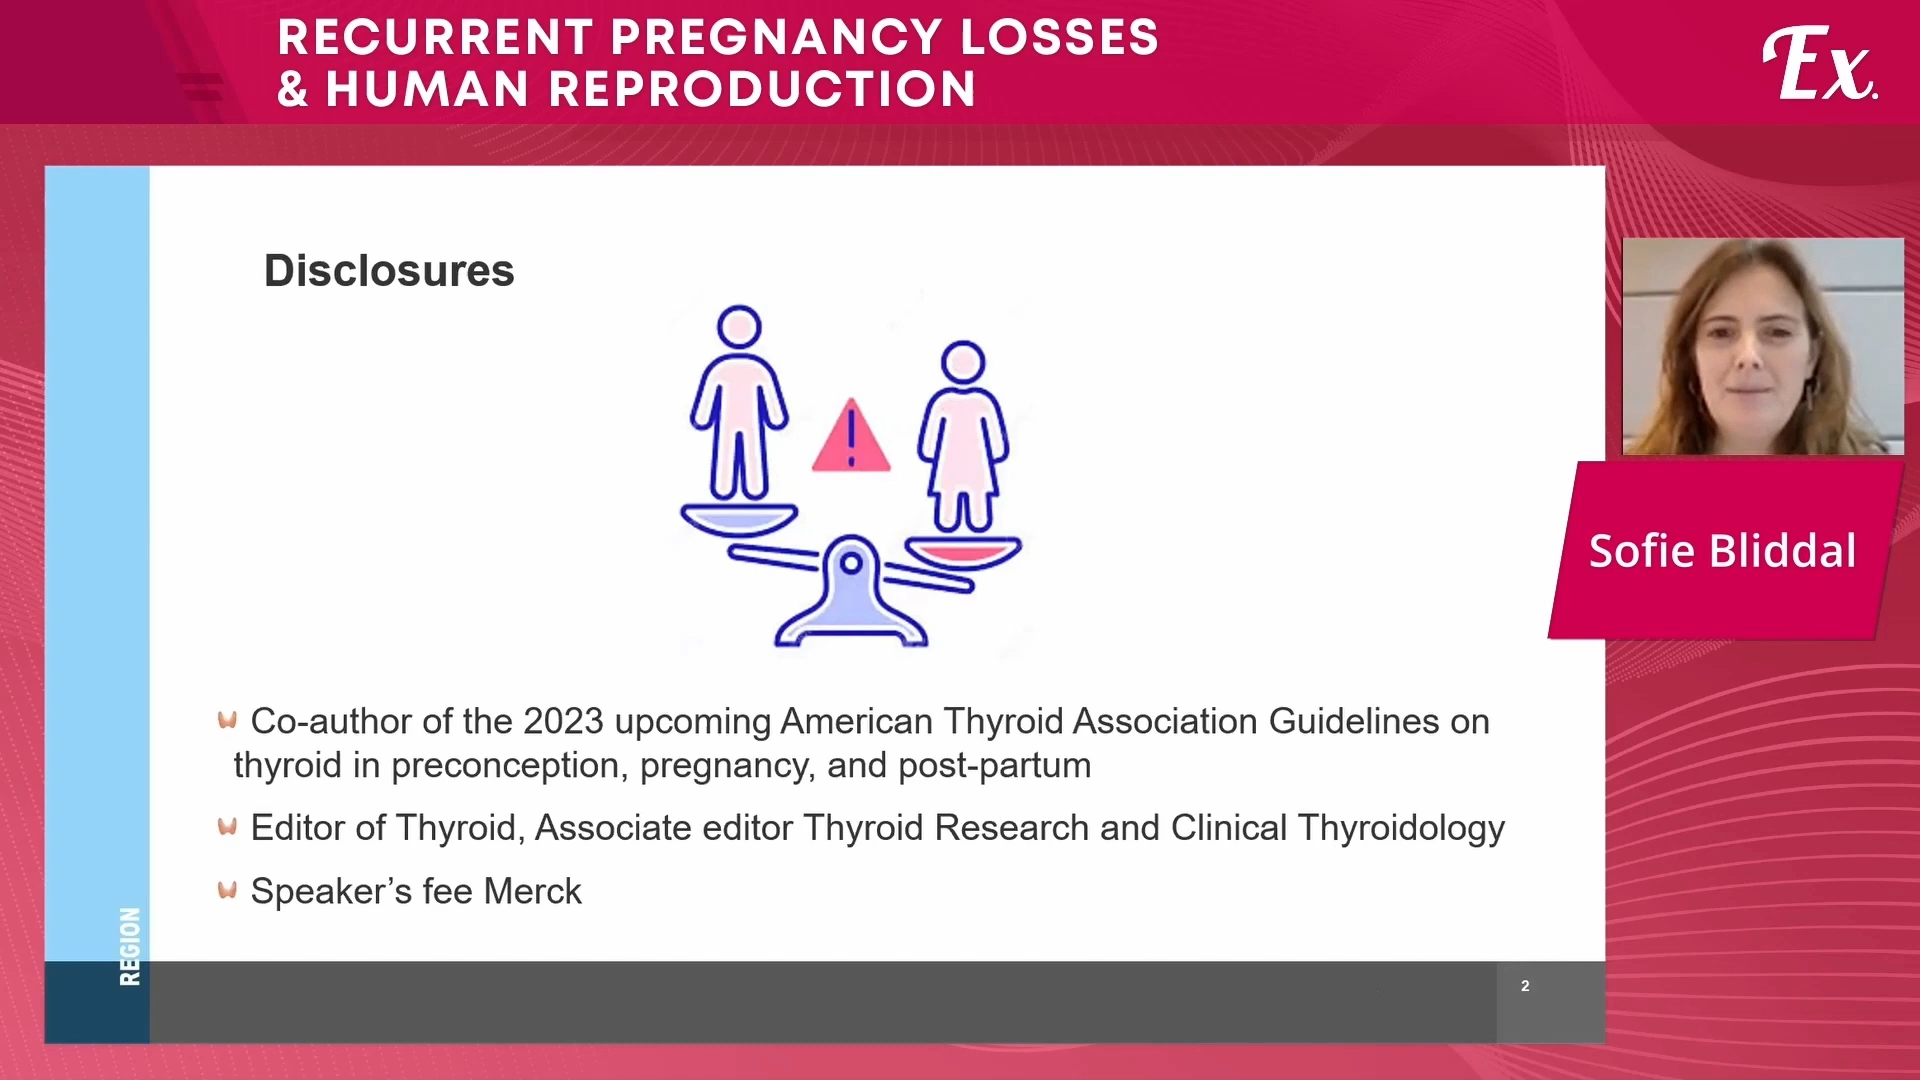 RECURRENT PREGNANCY LOSSES
& HUMAN REPRODUCTION
Ex.
Disclosures
Sofie Bliddal
Co-author of the 2023 upcoming American Thyroid Association Guidelines on
thyroid in preconception, pregnancy, and post-partum
Editor of Thyroid, Associate editor Thyroid Research and Clinical Thyroidology
Speaker’s fee Merck
REGION
2